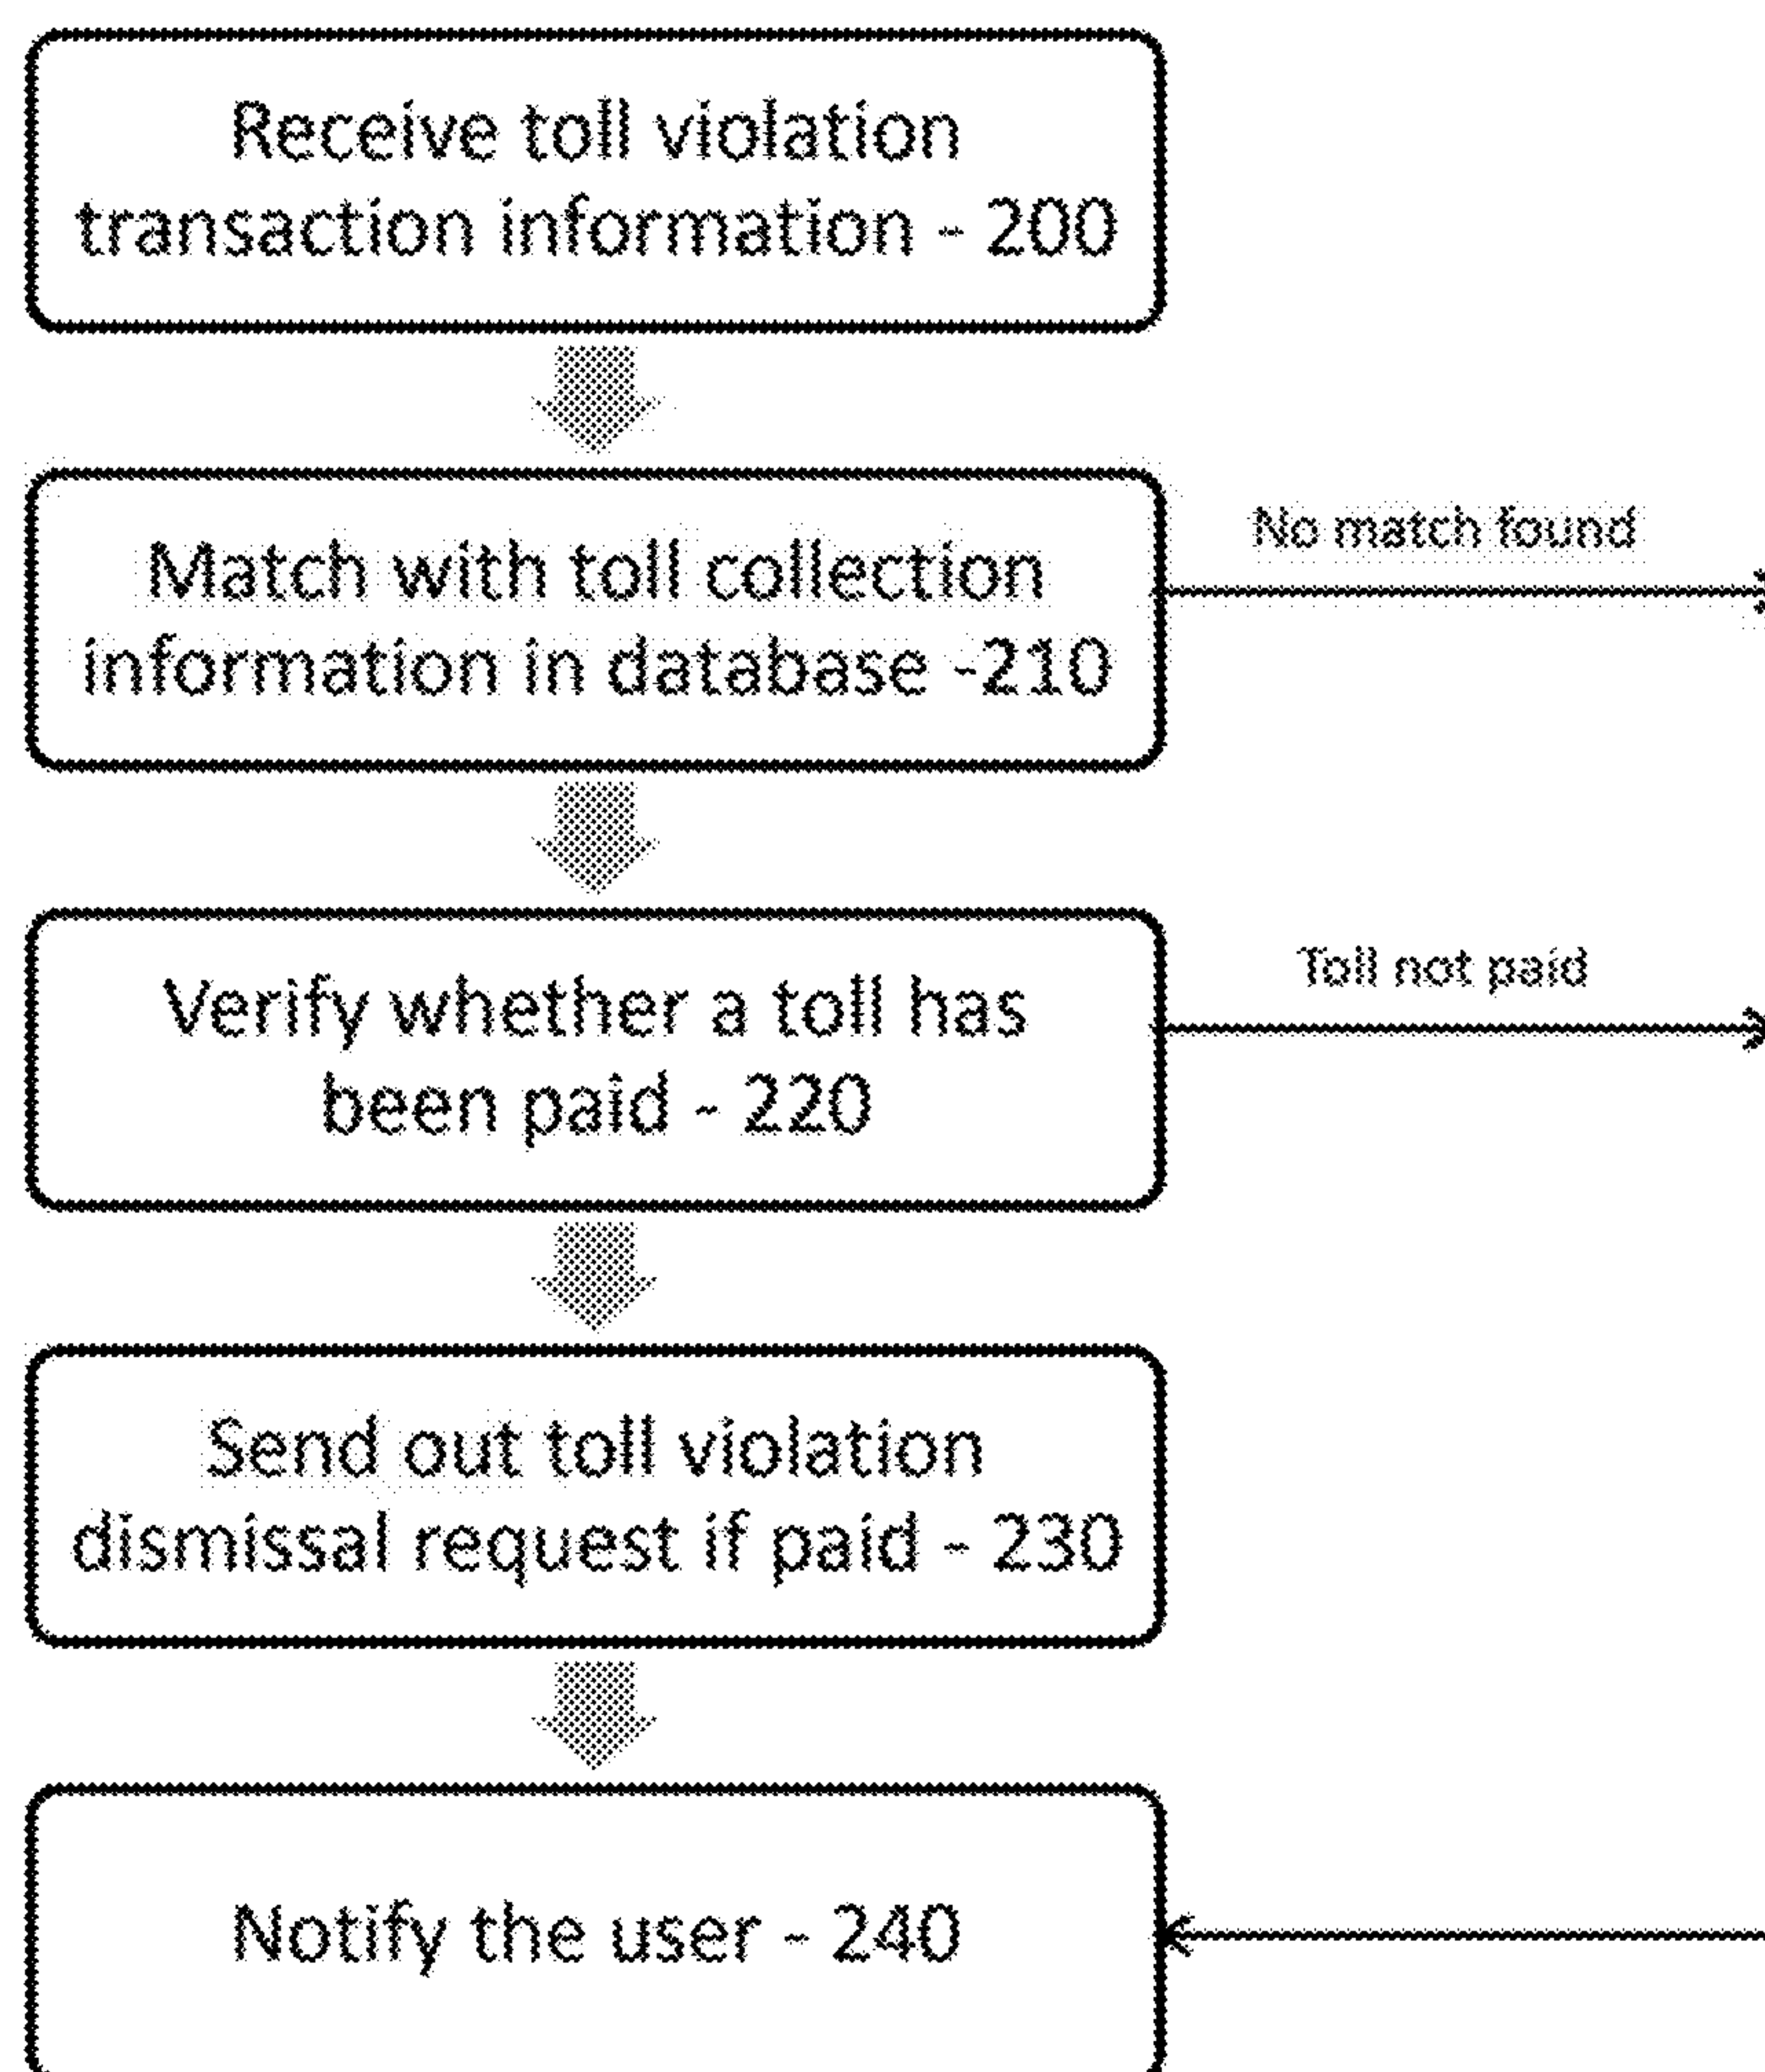 Receive toll violation
transaction information - 200
Match with toll collection
information in database -210
No match found
Verify whether a toll has
been paid - 220
Toll not paid
Send out toll violation
dismissal request if paid - 230
Notify the user - 240